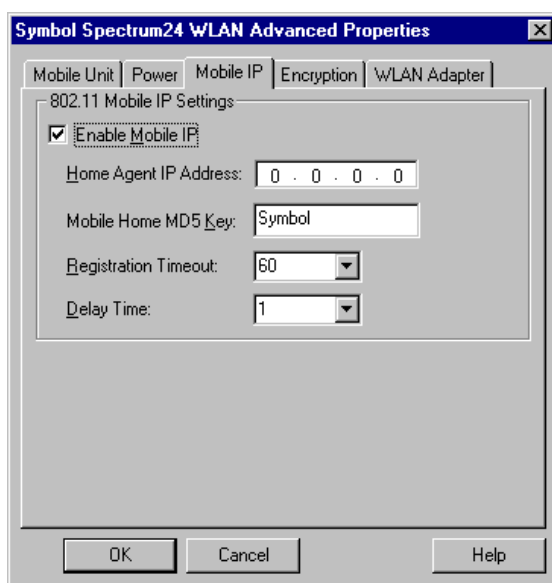 Symbol Spectrum24 WLAN Advanced Properties
Mobile Unit Power Mobile IP Encryption WLAN Adapter
802.11 Mobile IP Settings
Enable Mobile IP
Home Agent IP Address: 0 . 0 . 0 . 0
Mobile Home MD5 Key: Symbol
Registration Timeout: 60
Delay Time: 1
OK Cancel Help